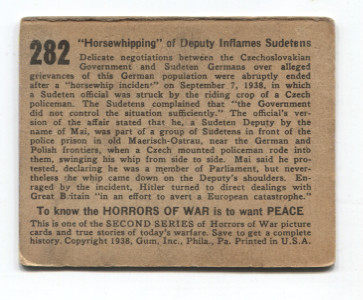 282 "Horsewhipping" of Deputy Inflames Sudetens
Delicate negotiations between the Czechoslovakian
Government and Sudeten Germans over alleged
grievances of this German population were abruptly ended
after a "horsewhip incident" on September 7, 1938, in which
a Sudeten official was struck by the riding crop of a Czech
policeman. The Sudetens complained that "the Government
did not control the situation sufficiently." The official's ver-
sion of the affair stated that he, a Sudeten Deputy by the
name of Mai, was part of a group of Sudetens in front of the
police prison in old Maerisch-Ostrau, near the German and
Polish frontiers, when a Czech mounted policeman rode into
them, swinging his whip from side to side. Mai said he pro-
tested, declaring he was a member of Parliament, but never-
theless the whip came down on the Deputy's shoulders. En-
raged by the incident, Hitler turned to direct dealings with
Great Britain "in an effort to avert a European catastrophe."
To know the HORRORS OF WAR is to want PEACE
This is one of the SECOND SERIES of Horrors of War picture
cards and true stories of today's warfare. Save to get a complete
history. Copyright 1938, Gum, Inc., Phila., Pa. Printed in U.S.A.